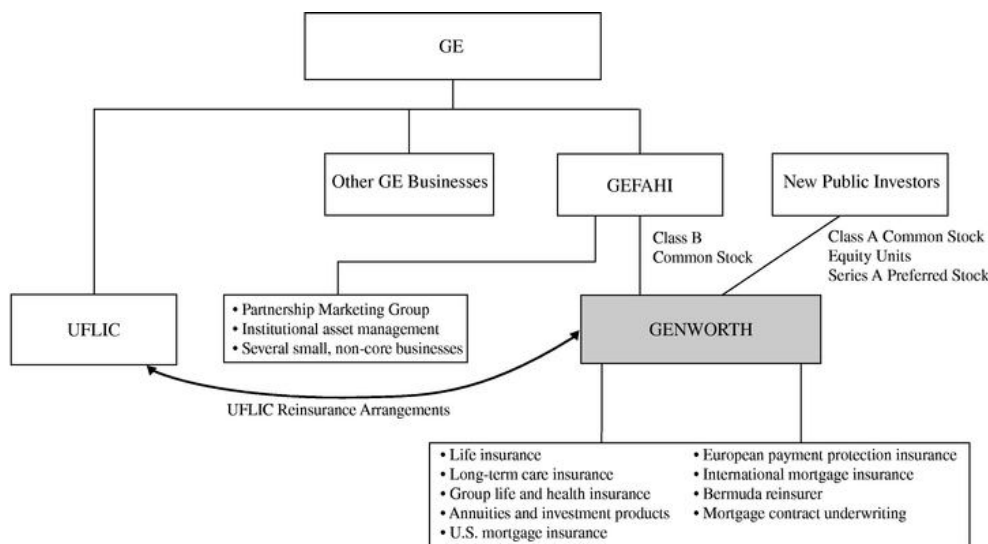 GE
Other GE Businesses
GEFAHI
New Public Investors
Class B
Common Stock
Class A Common Stock
Equity Units
Series A Preferred Stock
UFLIC
• Partnership Marketing Group
• Institutional asset management
• Several small, non-core businesses
GENWORTH
UFLIC Reinsurance Arrangements
• Life insurance
• Long-term care insurance
• Group life and health insurance
• Annuities and investment products
• U.S. mortgage insurance
• European payment protection insurance
• International mortgage insurance
• Bermuda reinsurer
• Mortgage contract underwriting